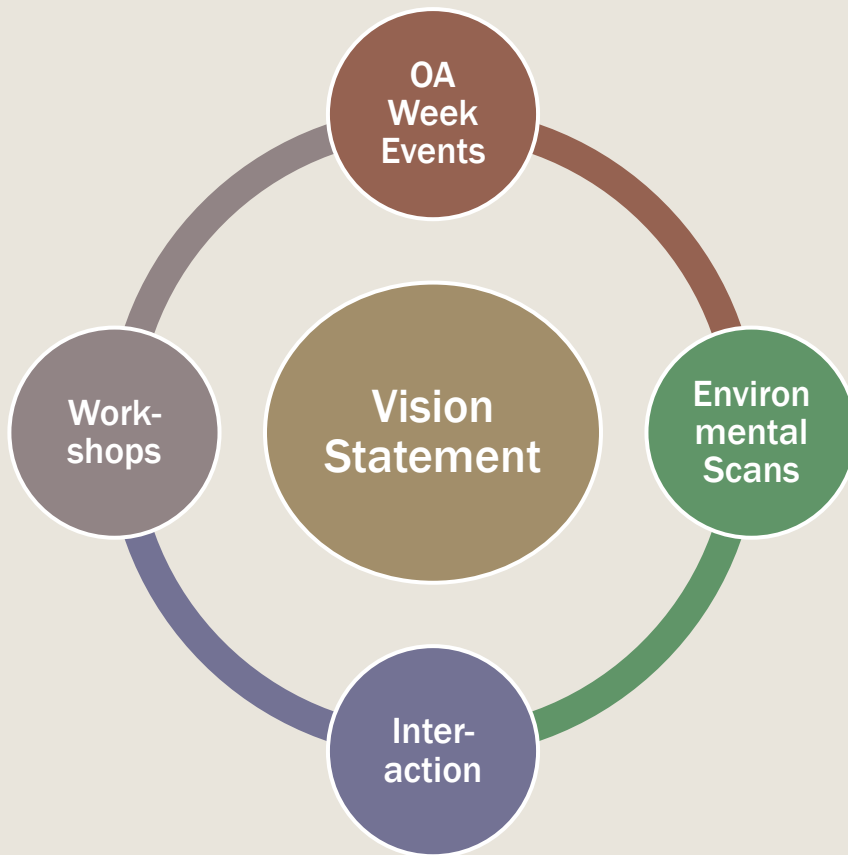 OA
Week
Events
Work-
shops
Vision
Statement
Environ
mental
Scans
Inter-
action